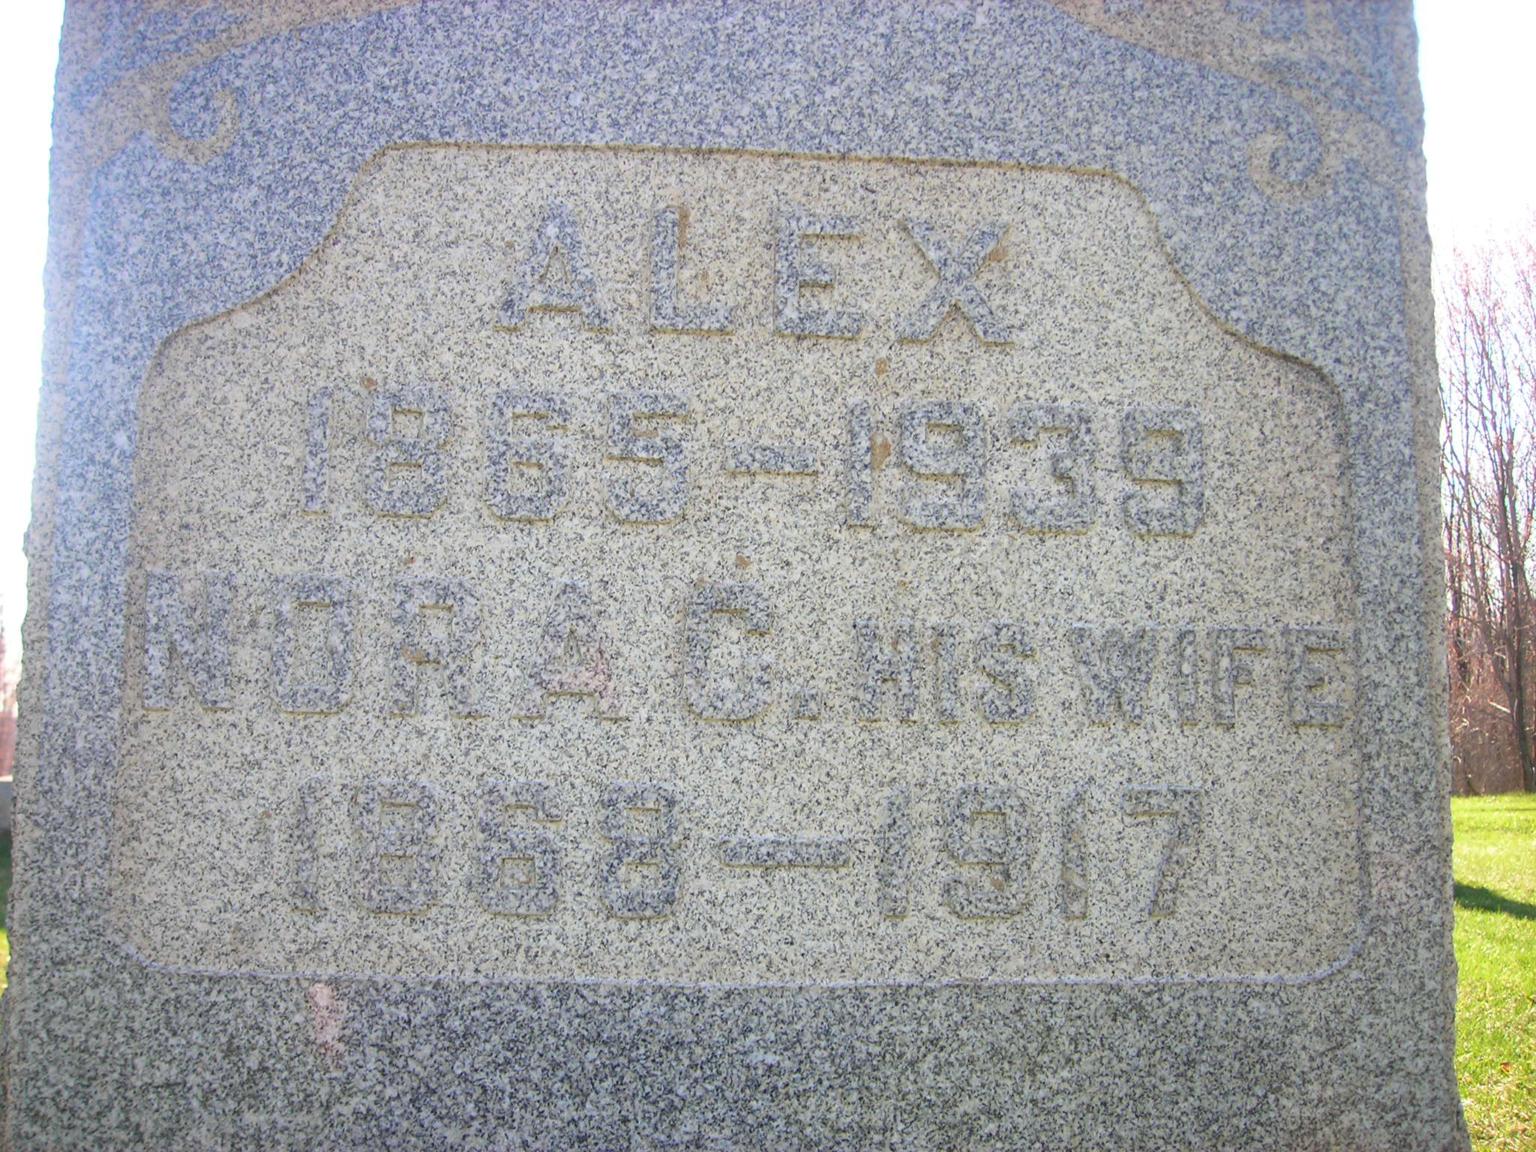 ALEX
1865-1939
NORA C. HIS WIFE
1868-1917